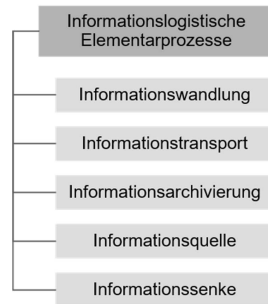 Informationslogistische
Elementarprozesse
Informationswandlung
Informationstransport
Informationsarchivierung
Informationsquelle
Informationssenke